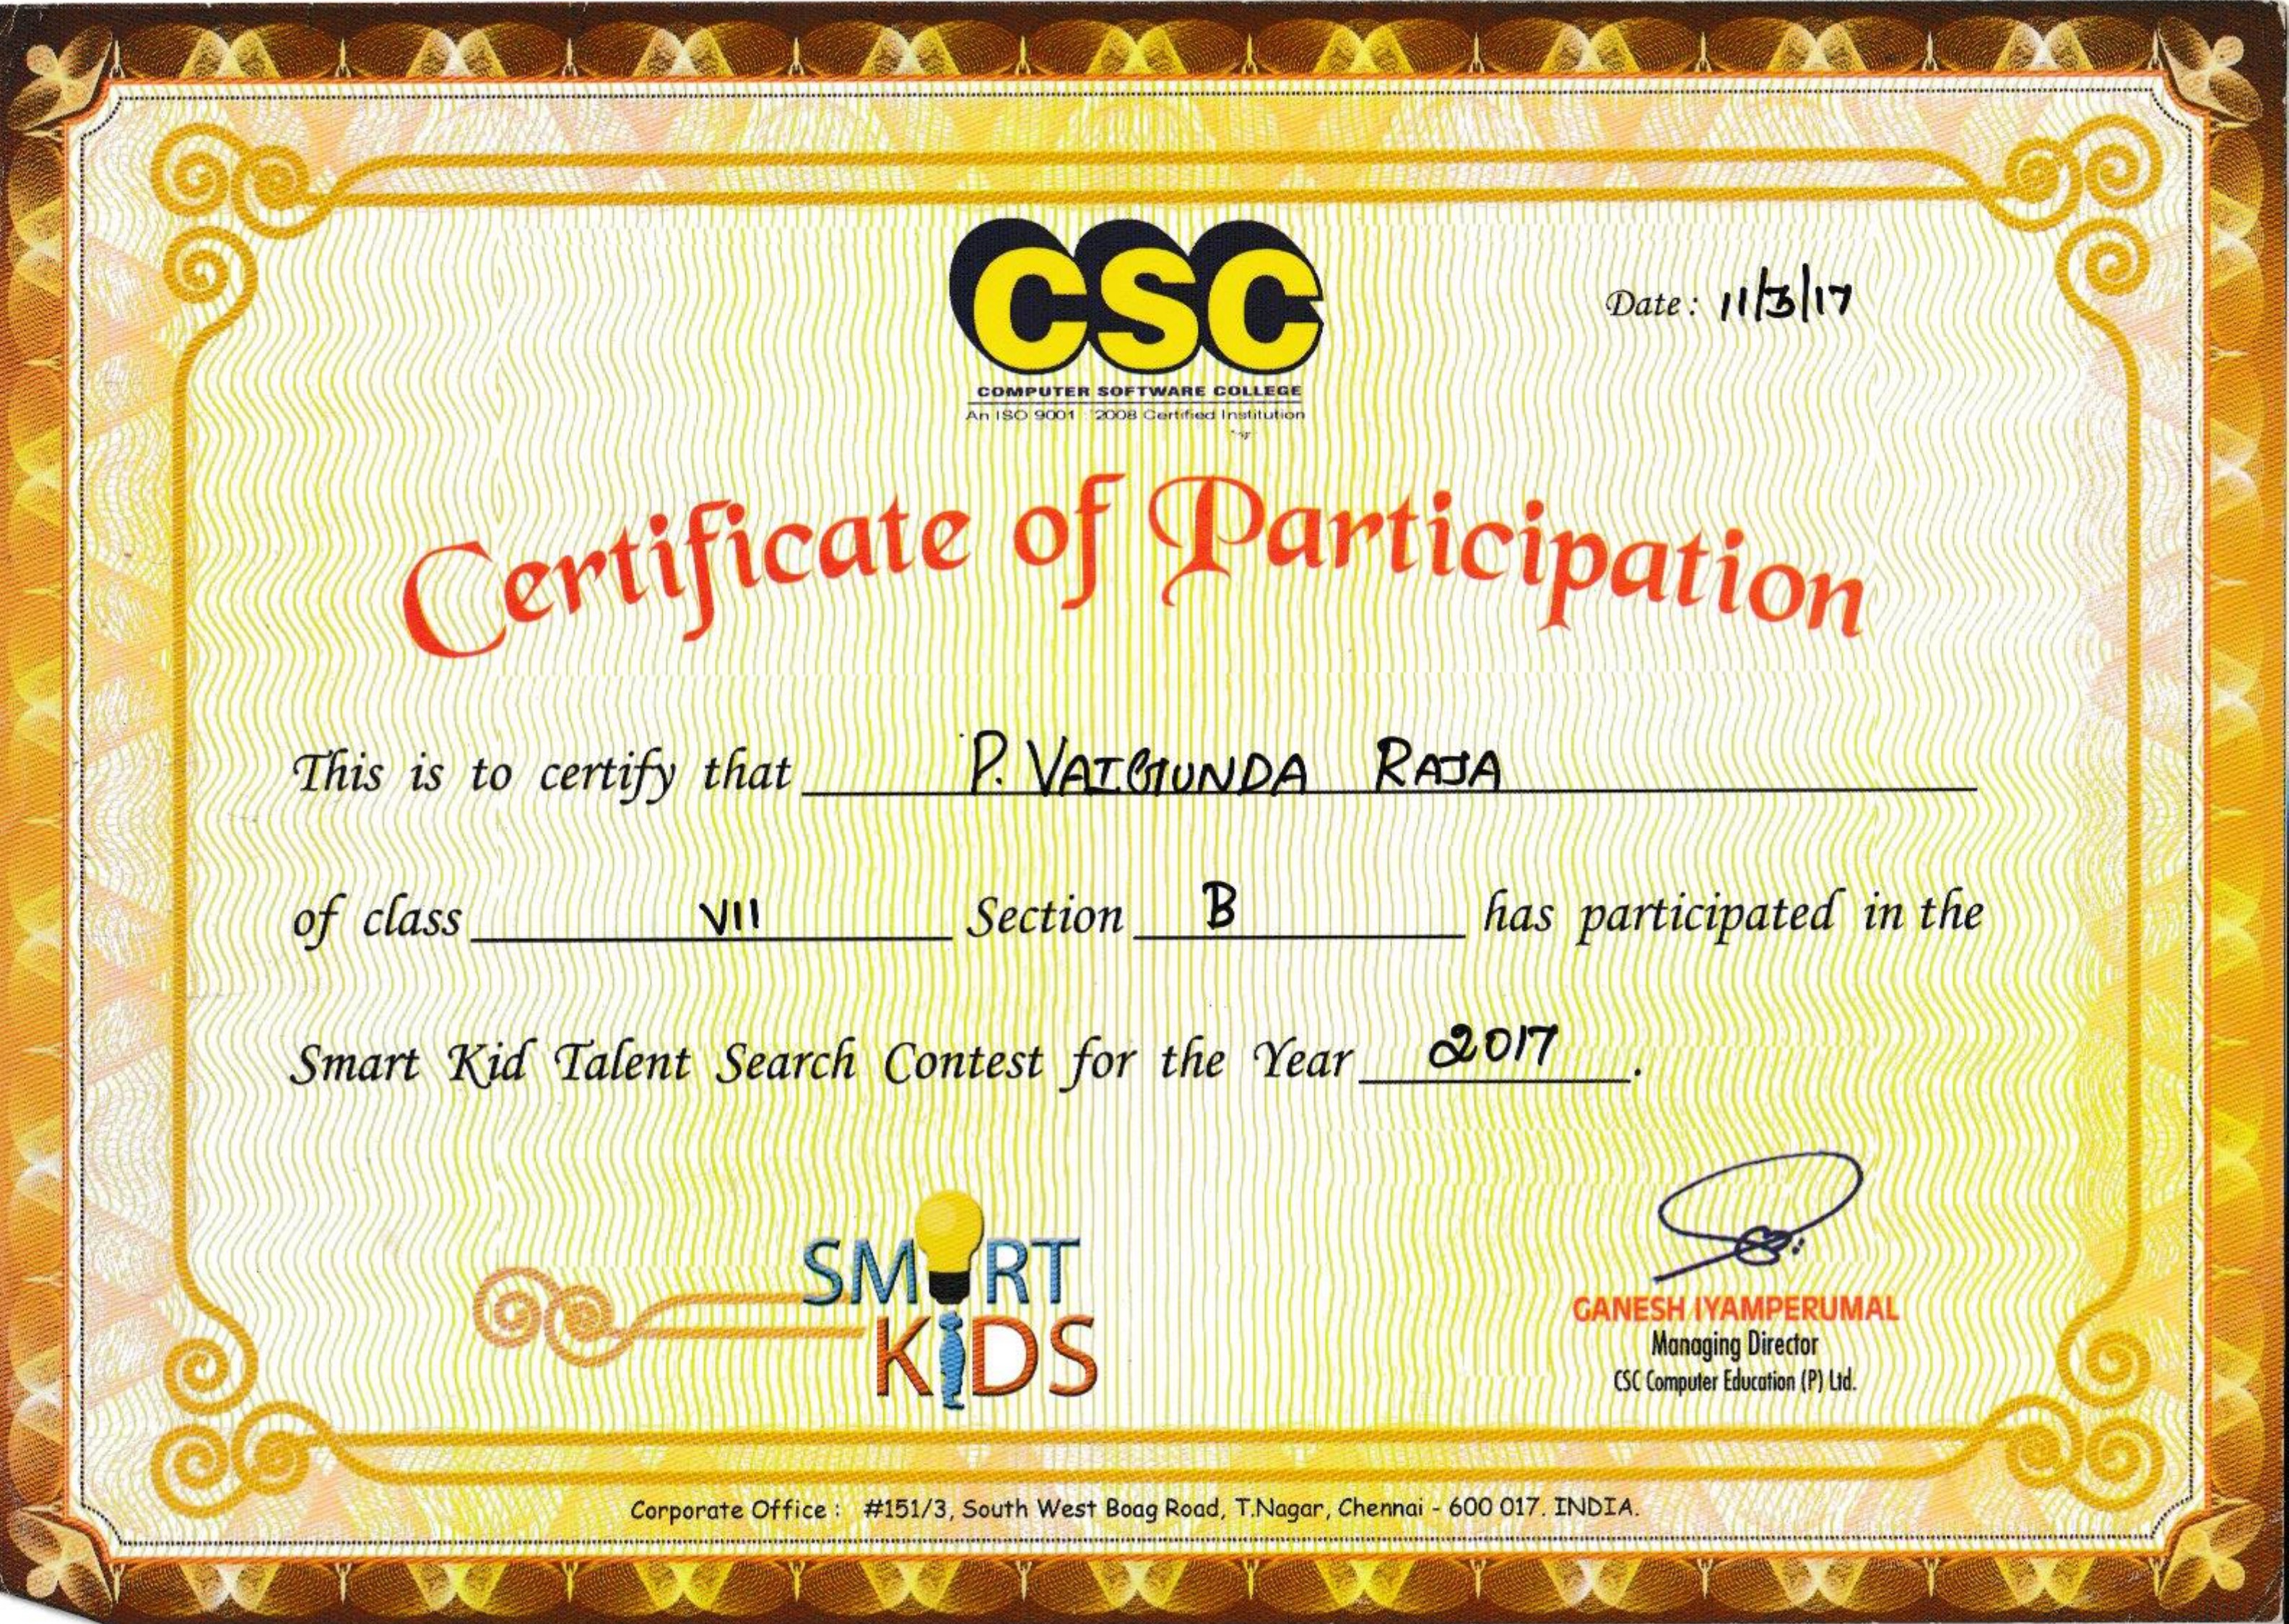 CSC
COMPUTER SOFTWARE COLLEGE
An ISO 9001 : 2008 Certified Institution
Date : 11/3/17
Certificate of Participation
This is to certify that P. VAIGUNDA RAJA
of class VII Section B has participated in the
Smart Kid Talent Search Contest for the Year 2017.
SMART
KiDS
GANESH IYAMPERUMAL
Managing Director
CSC Computer Education (P) Ltd.
Corporate Office : #151/3, South West Boag Road, T.Nagar, Chennai - 600 017. INDIA.